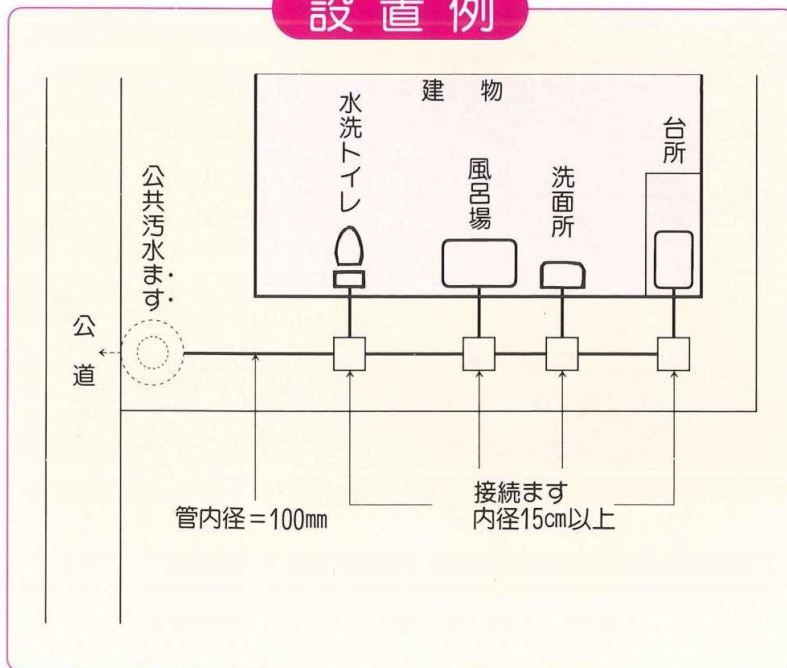 設置例
建物
水洗トイレ
風呂場
洗面所
台所
公共汚水ます
公道
管内径=100mm
接続ます
内径15cm以上